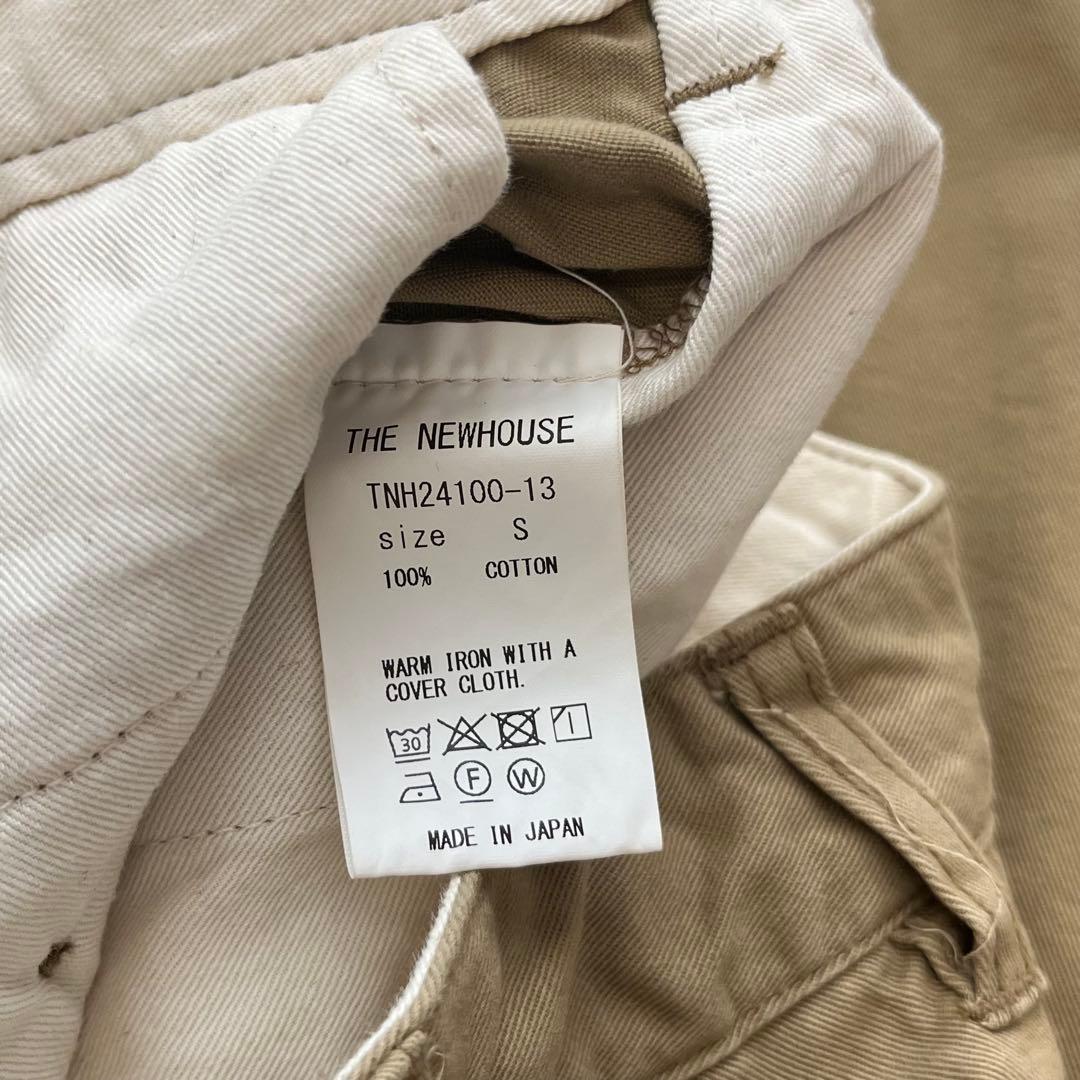 THE NEWHOUSE
TNH24100-13
size S
100% COTTON
WARM IRON WITH A
COVER CLOTH.
30
F W
MADE IN JAPAN